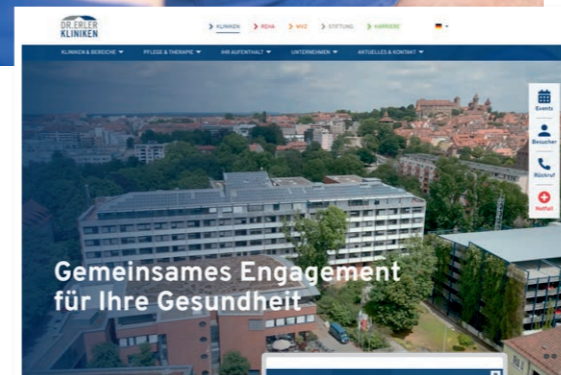 DR. ERLER
KLINIKEN
KLINIKEN
REHA
MVZ
STIFTUNG
KARRIERE
KLINIKEN & BEREICHE
PFLEGE & THERAPIE
IHR AUFENTHALT
UNTERNEHMEN
AKTUELLES & KONTAKT
Events
Besucher
Rückruf
Notfall
Gemeinsames Engagement
für Ihre Gesundheit